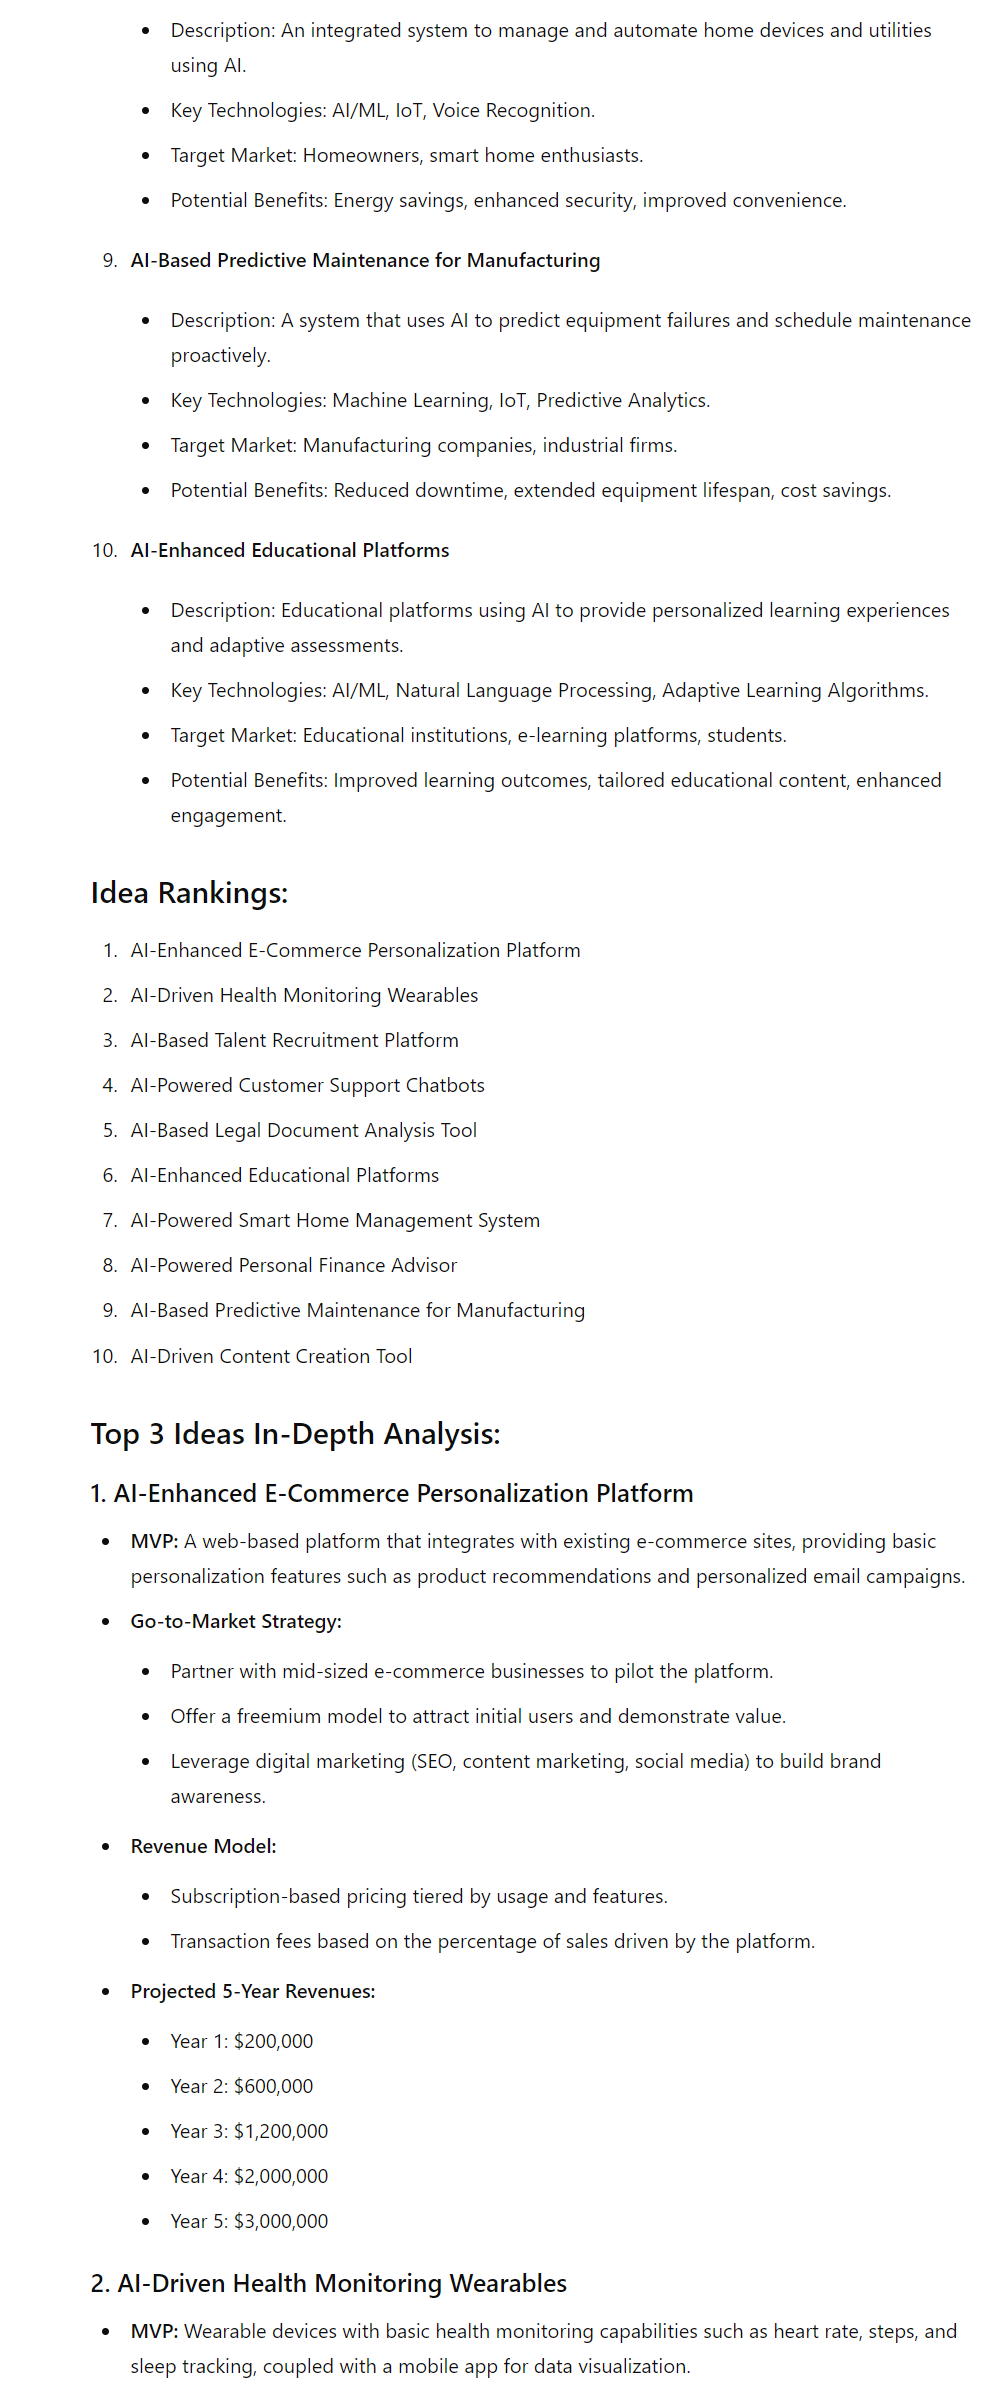 • Description: An integrated system to manage and automate home devices and utilities
using AI.
• Key Technologies: AI/ML, IoT, Voice Recognition.
• Target Market: Homeowners, smart home enthusiasts.
• Potential Benefits: Energy savings, enhanced security, improved convenience.
9. AI-Based Predictive Maintenance for Manufacturing
• Description: A system that uses AI to predict equipment failures and schedule maintenance
proactively.
• Key Technologies: Machine Learning, IoT, Predictive Analytics.
• Target Market: Manufacturing companies, industrial firms.
• Potential Benefits: Reduced downtime, extended equipment lifespan, cost savings.
10. AI-Enhanced Educational Platforms
• Description: Educational platforms using AI to provide personalized learning experiences
and adaptive assessments.
• Key Technologies: AI/ML, Natural Language Processing, Adaptive Learning Algorithms.
• Target Market: Educational institutions, e-learning platforms, students.
• Potential Benefits: Improved learning outcomes, tailored educational content, enhanced
engagement.
Idea Rankings:
1. AI-Enhanced E-Commerce Personalization Platform
2. AI-Driven Health Monitoring Wearables
3. AI-Based Talent Recruitment Platform
4. AI-Powered Customer Support Chatbots
5. AI-Based Legal Document Analysis Tool
6. AI-Enhanced Educational Platforms
7. AI-Powered Smart Home Management System
8. AI-Powered Personal Finance Advisor
9. AI-Based Predictive Maintenance for Manufacturing
10. AI-Driven Content Creation Tool
Top 3 Ideas In-Depth Analysis:
1. AI-Enhanced E-Commerce Personalization Platform
• MVP: A web-based platform that integrates with existing e-commerce sites, providing basic
personalization features such as product recommendations and personalized email campaigns.
• Go-to-Market Strategy:
• Partner with mid-sized e-commerce businesses to pilot the platform.
• Offer a freemium model to attract initial users and demonstrate value.
• Leverage digital marketing (SEO, content marketing, social media) to build brand
awareness.
• Revenue Model:
• Subscription-based pricing tiered by usage and features.
• Transaction fees based on the percentage of sales driven by the platform.
• Projected 5-Year Revenues:
• Year 1: $200,000
• Year 2: $600,000
• Year 3: $1,200,000
• Year 4: $2,000,000
• Year 5: $3,000,000
2. AI-Driven Health Monitoring Wearables
• MVP: Wearable devices with basic health monitoring capabilities such as heart rate, steps, and
sleep tracking, coupled with a mobile app for data visualization.